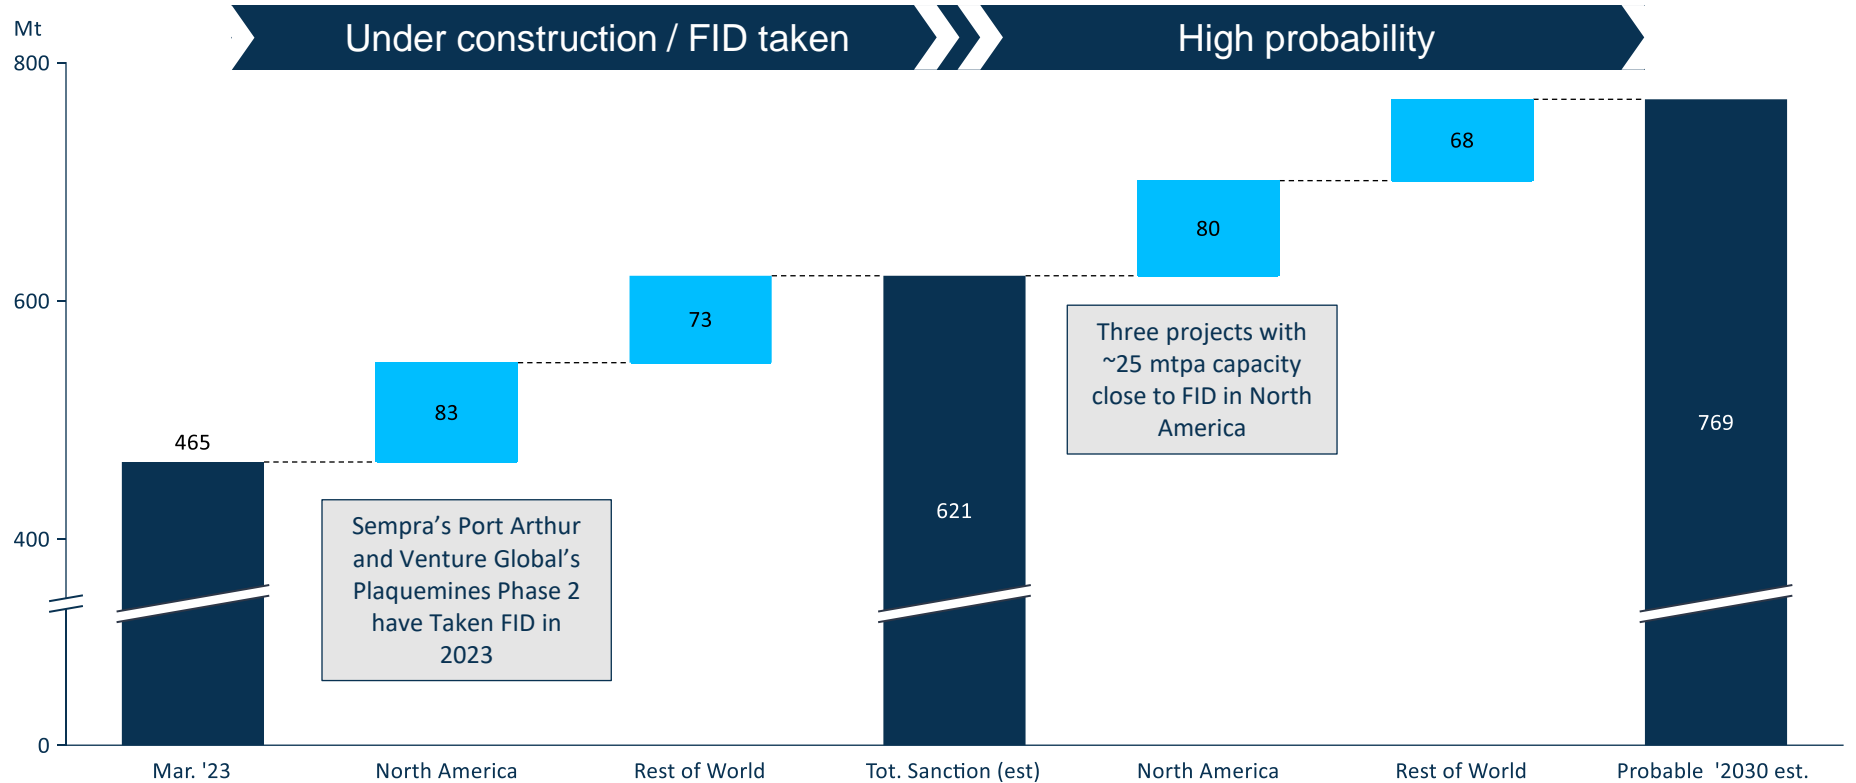 Mt
Under construction / FID taken
High probability
800
600
400
0
465
83
73
621
80
68
769
Sempra’s Port Arthur
and Venture Global’s
Plaquemines Phase 2
have Taken FID in
2023
Three projects with
~25 mtpa capacity
close to FID in North
America
Mar. '23
North America
Rest of World
Tot. Sanction (est)
North America
Rest of World
Probable '2030 est.